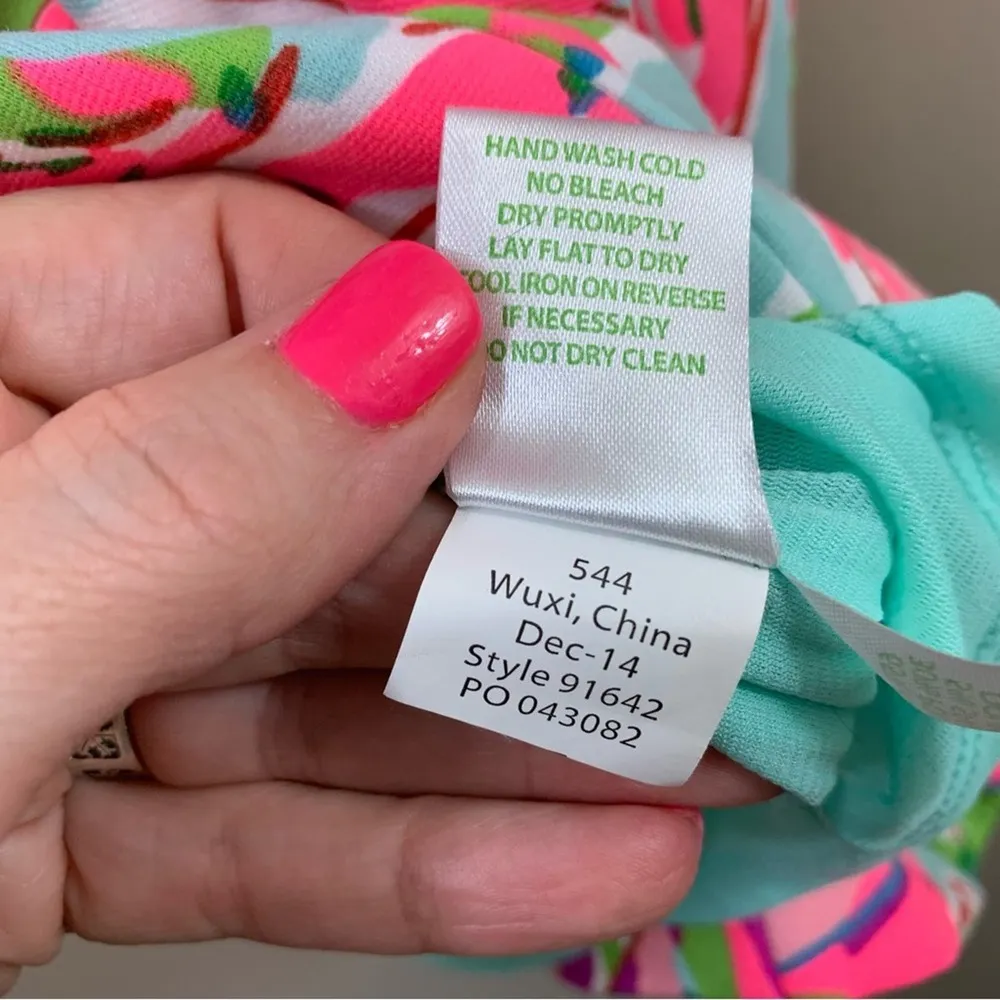 HAND WASH COLD
NO BLEACH
DRY PROMPTLY
LAY FLAT TO DRY
OOL IRON ON REVERSE
IF NECESSARY
O NOT DRY CLEAN
544
Wuxi, China
Dec-14
Style 91642
PO 043082